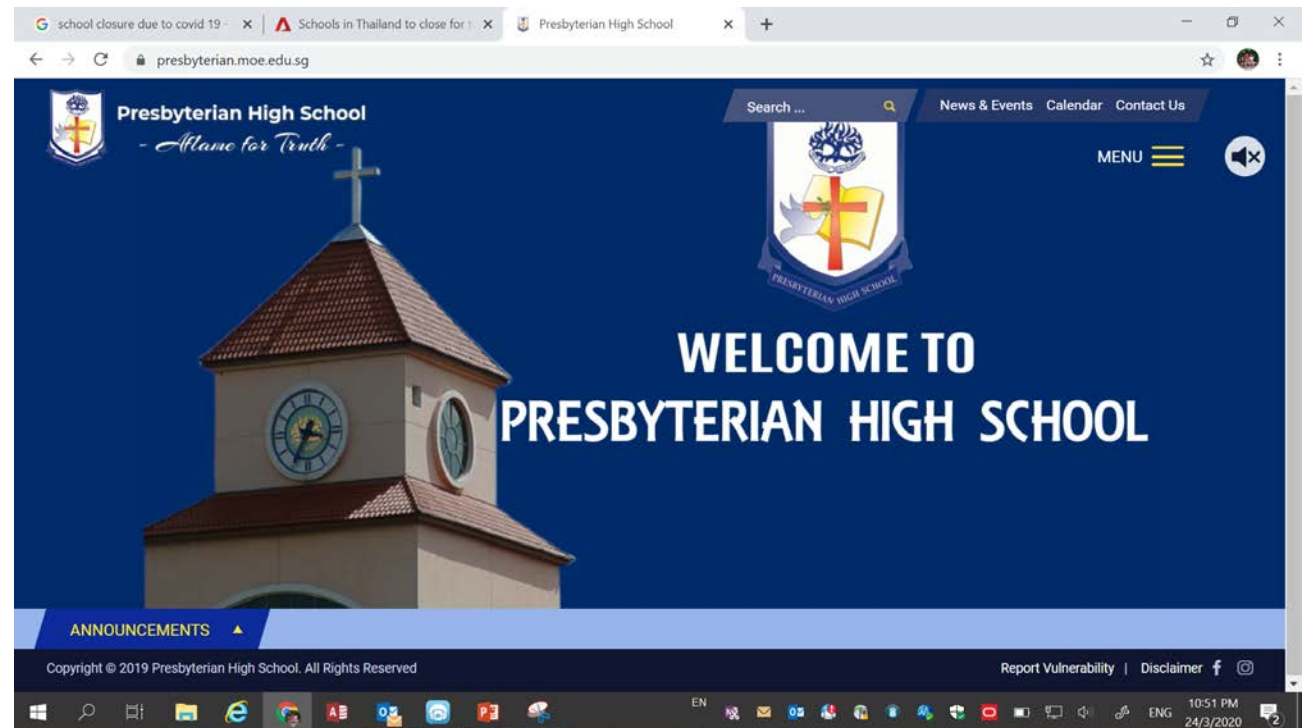 school closure due to covid 19 -
Schools in Thailand to close for t
Presbyterian High School
presbyterian.moe.edu.sg
Presbyterian High School
- Aflame for Truth -
Search ...
News & Events Calendar Contact Us
MENU
PRESBYTERIAN HIGH SCHOOL
WELCOME TO
PRESBYTERIAN HIGH SCHOOL
ANNOUNCEMENTS
Copyright © 2019 Presbyterian High School. All Rights Reserved
Report Vulnerability | Disclaimer
EN
ENG
10:51 PM
24/3/2020
2